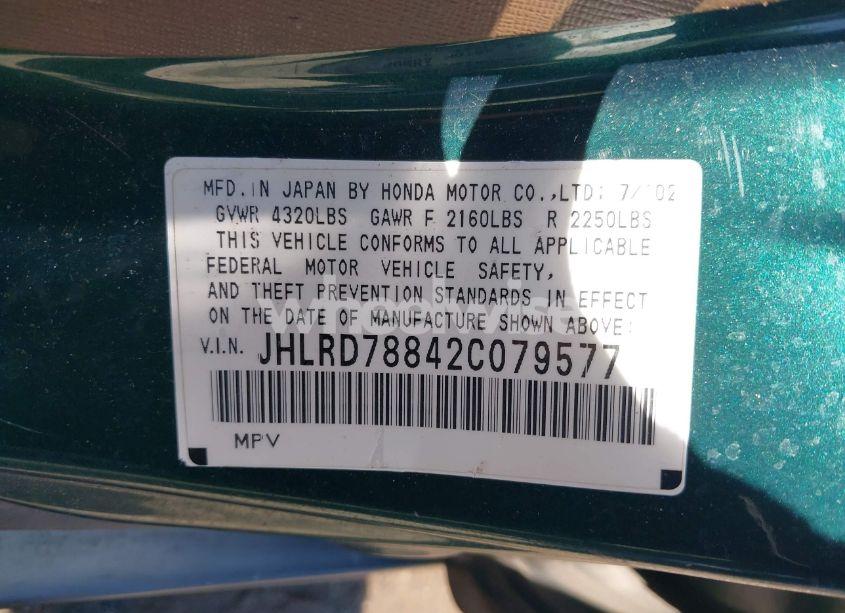 MFD. IN JAPAN BY HONDA MOTOR CO.,LTD: 7/'02
GVWR 4320LBS GAWR F 2160LBS R 2250LBS
THIS VEHICLE CONFORMS TO ALL APPLICABLE
FEDERAL MOTOR VEHICLE SAFETY,
AND THEFT PREVENTION STANDARDS IN EFFECT
ON THE DATE OF MANUFACTURE SHOWN ABOVE:
V.I.N. JHLRD78842C079577
MPV